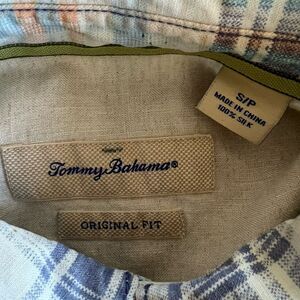 S/P
MADE IN CHINA
100% SILK
Tommy Bahama®
ORIGINAL FIT